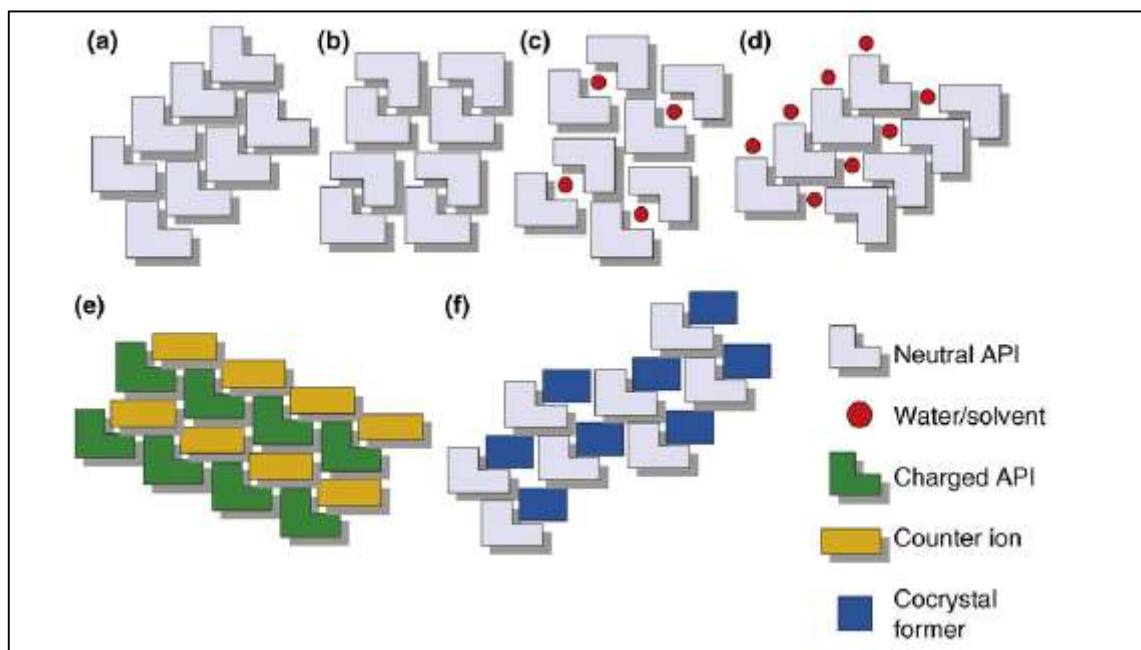 (a)
(b)
(c)
(d)
(e)
(f)
Neutral API
Water/solvent
Charged API
Counter ion
Cocrystal
former